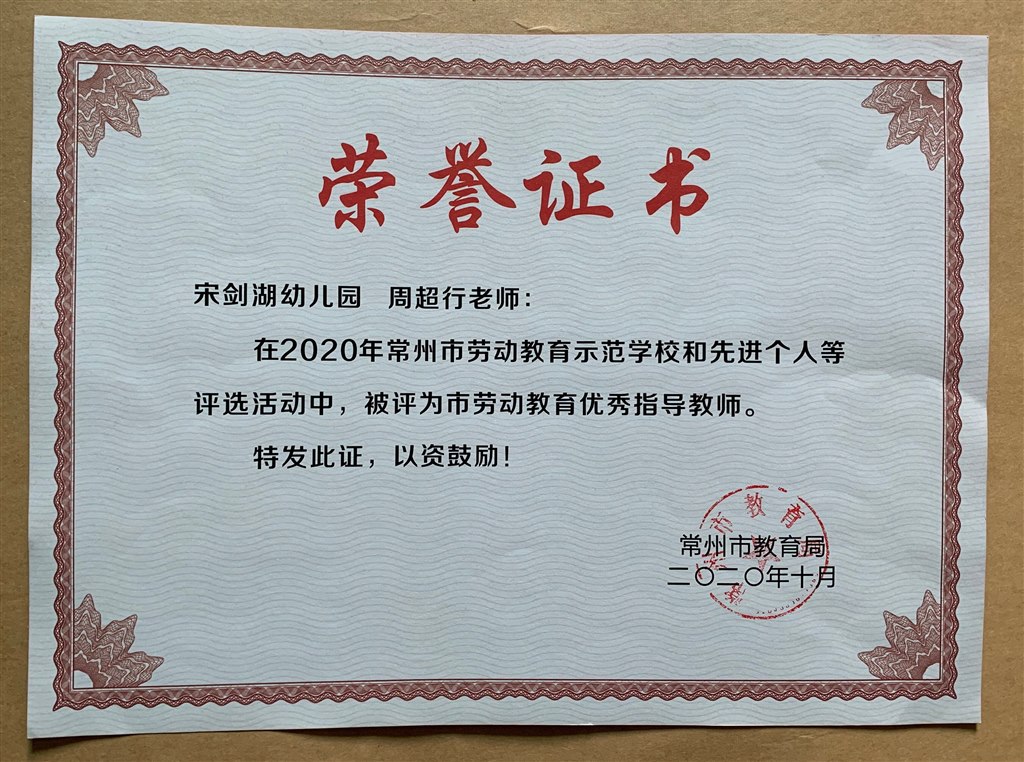 荣誉证书
宋剑湖幼儿园 周超行老师：
在2020年常州市劳动教育示范学校和先进个人等
评选活动中，被评为市劳动教育优秀指导教师。
特发此证，以资鼓励！
常州市教育局
二〇二〇年十月